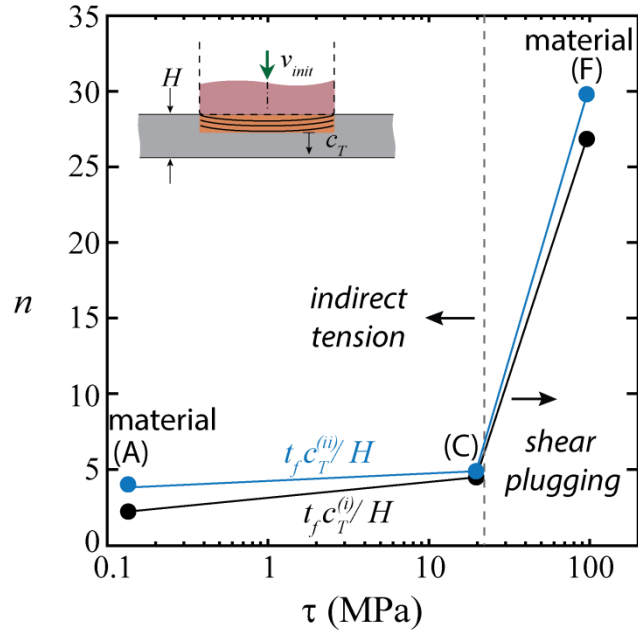 35
30
25
20
15
10
5
0
n
H
v_init
c_T
material
(F)
indirect
tension
material
(A)
(C)
t_f c_T^(ii)/ H
t_f c_T^(i)/ H
shear
plugging
0.1
1
10
100
τ (MPa)